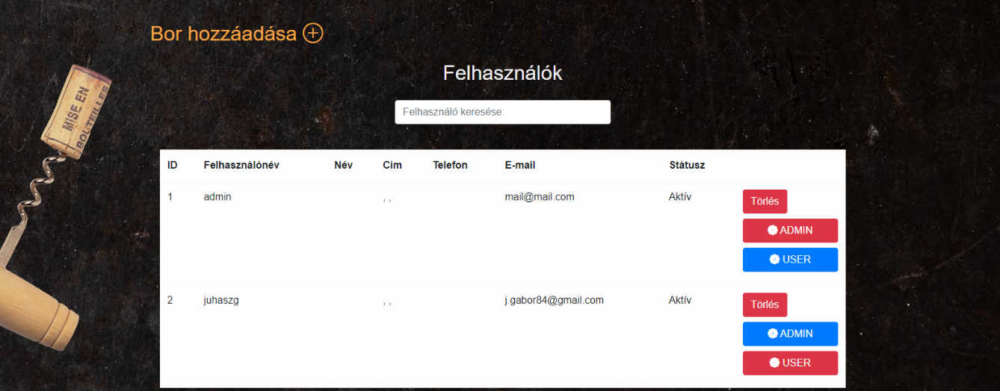 Bor hozzáadása
Felhasználók
Felhasználó keresése:
MISE EN
BOUTEILLES
ID Felhasználónév Név Cím Telefon E-mail Státusz
1 admin , , mail@mail.com Aktív Törlés
ADMIN
USER
2 juhaszg , , j.gabor84@gmail.com Aktív Törlés
ADMIN
USER